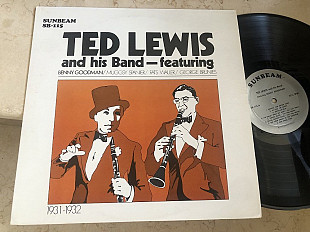 SUNBEAM
SB-115
TED LEWIS
and his Band—featuring
BENNY GOODMAN/ MUGGSY SPANIER/ FATS WALLER/ GEORGE BRUNIES
1931-1932
SUNBEAM